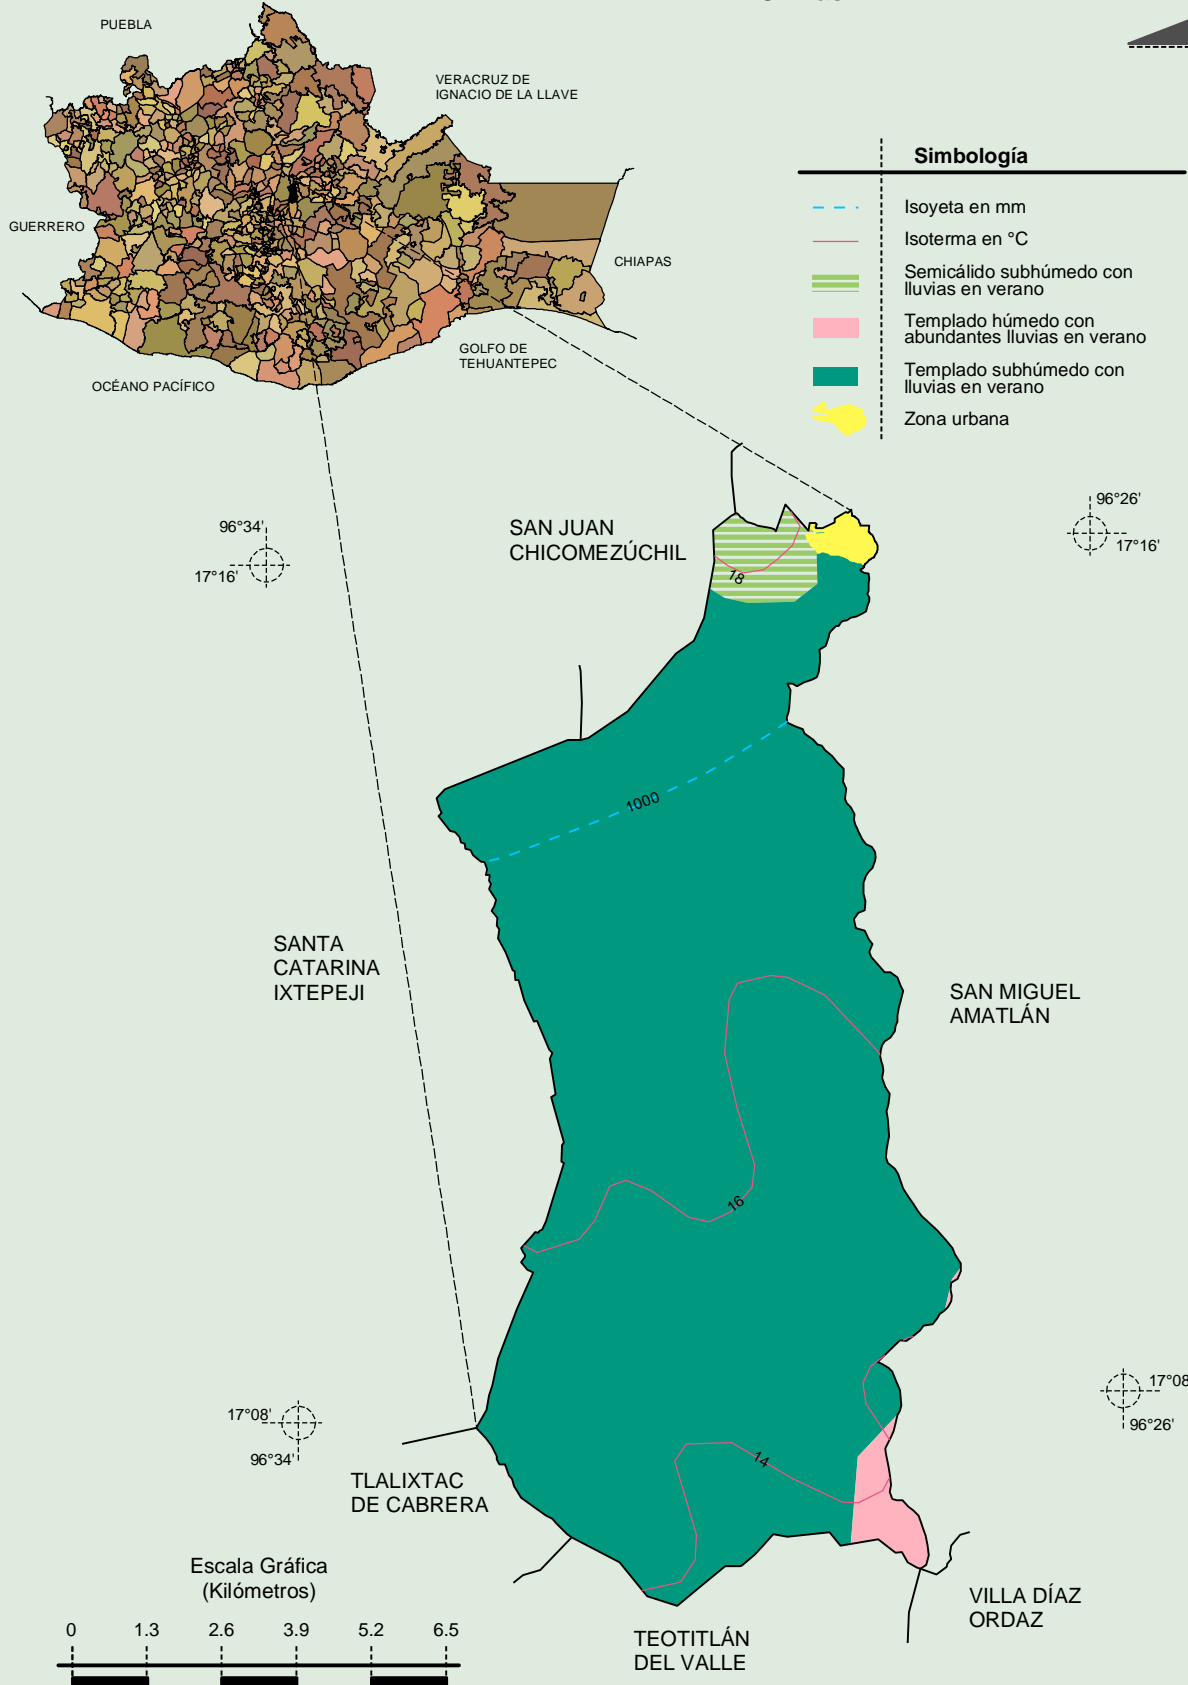 PUEBLA
VERACRUZ DE
IGNACIO DE LA LLAVE
GUERRERO
CHIAPAS
GOLFO DE
TEHUANTEPEC
OCÉANO PACÍFICO
Simbología
Isoyeta en mm
Isoterma en °C
Semicálido subhúmedo con
lluvias en verano
Templado húmedo con
abundantes lluvias en verano
Templado subhúmedo con
lluvias en verano
Zona urbana
96°34'
17°16'
SAN JUAN
CHICOMEZÚCHIL
96°26'
17°16'
18
1000
SANTA
CATARINA
IXTEPEJI
SAN MIGUEL
AMATLÁN
16
17°08'
96°34'
17°08
96°26'
14
TLALIXTAC
DE CABRERA
VILLA DÍAZ
ORDAZ
TEOTITLÁN
DEL VALLE
Escala Gráfica
(Kilómetros)
0 1.3 2.6 3.9 5.2 6.5